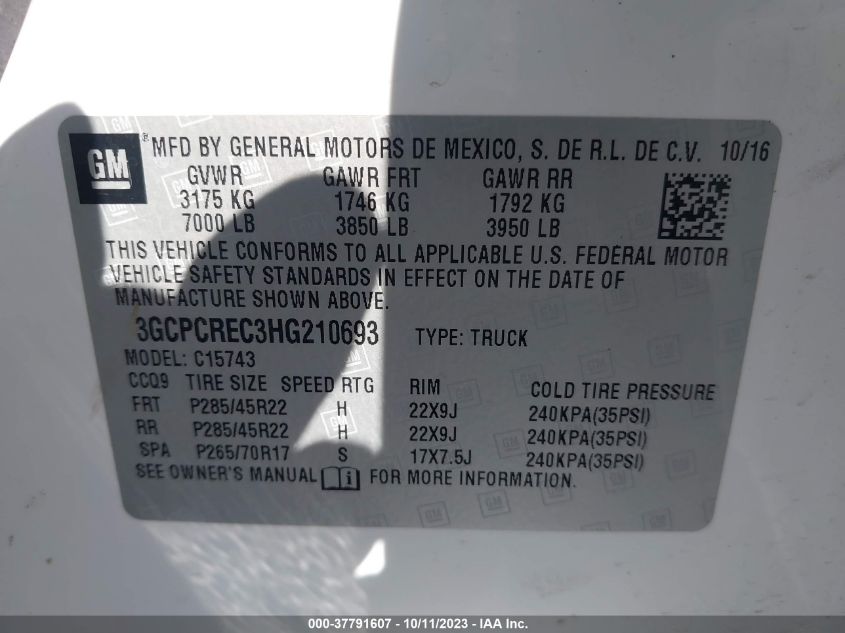 GM ® MFD BY GENERAL MOTORS DE MEXICO, S. DE R.L. DE C.V. 10/16
GVWR GAWR FRT GAWR RR
3175 KG 1746 KG 1792 KG
7000 LB 3850 LB 3950 LB
THIS VEHICLE CONFORMS TO ALL APPLICABLE U.S. FEDERAL MOTOR
VEHICLE SAFETY STANDARDS IN EFFECT ON THE DATE OF
MANUFACTURE SHOWN ABOVE.
3GCPCREC3HG210693 TYPE: TRUCK
MODEL: C15743
CCQ9 TIRE SIZE SPEED RTG RIM COLD TIRE PRESSURE
FRT P285/45R22 H 22X9J 240KPA(35PSI)
RR P285/45R22 H 22X9J 240KPA(35PSI)
SPA P265/70R17 S 17X7.5J 240KPA(35PSI)
SEE OWNER'S MANUAL FOR MORE INFORMATION.
000-37791607 - 10/11/2023 - IAA Inc.